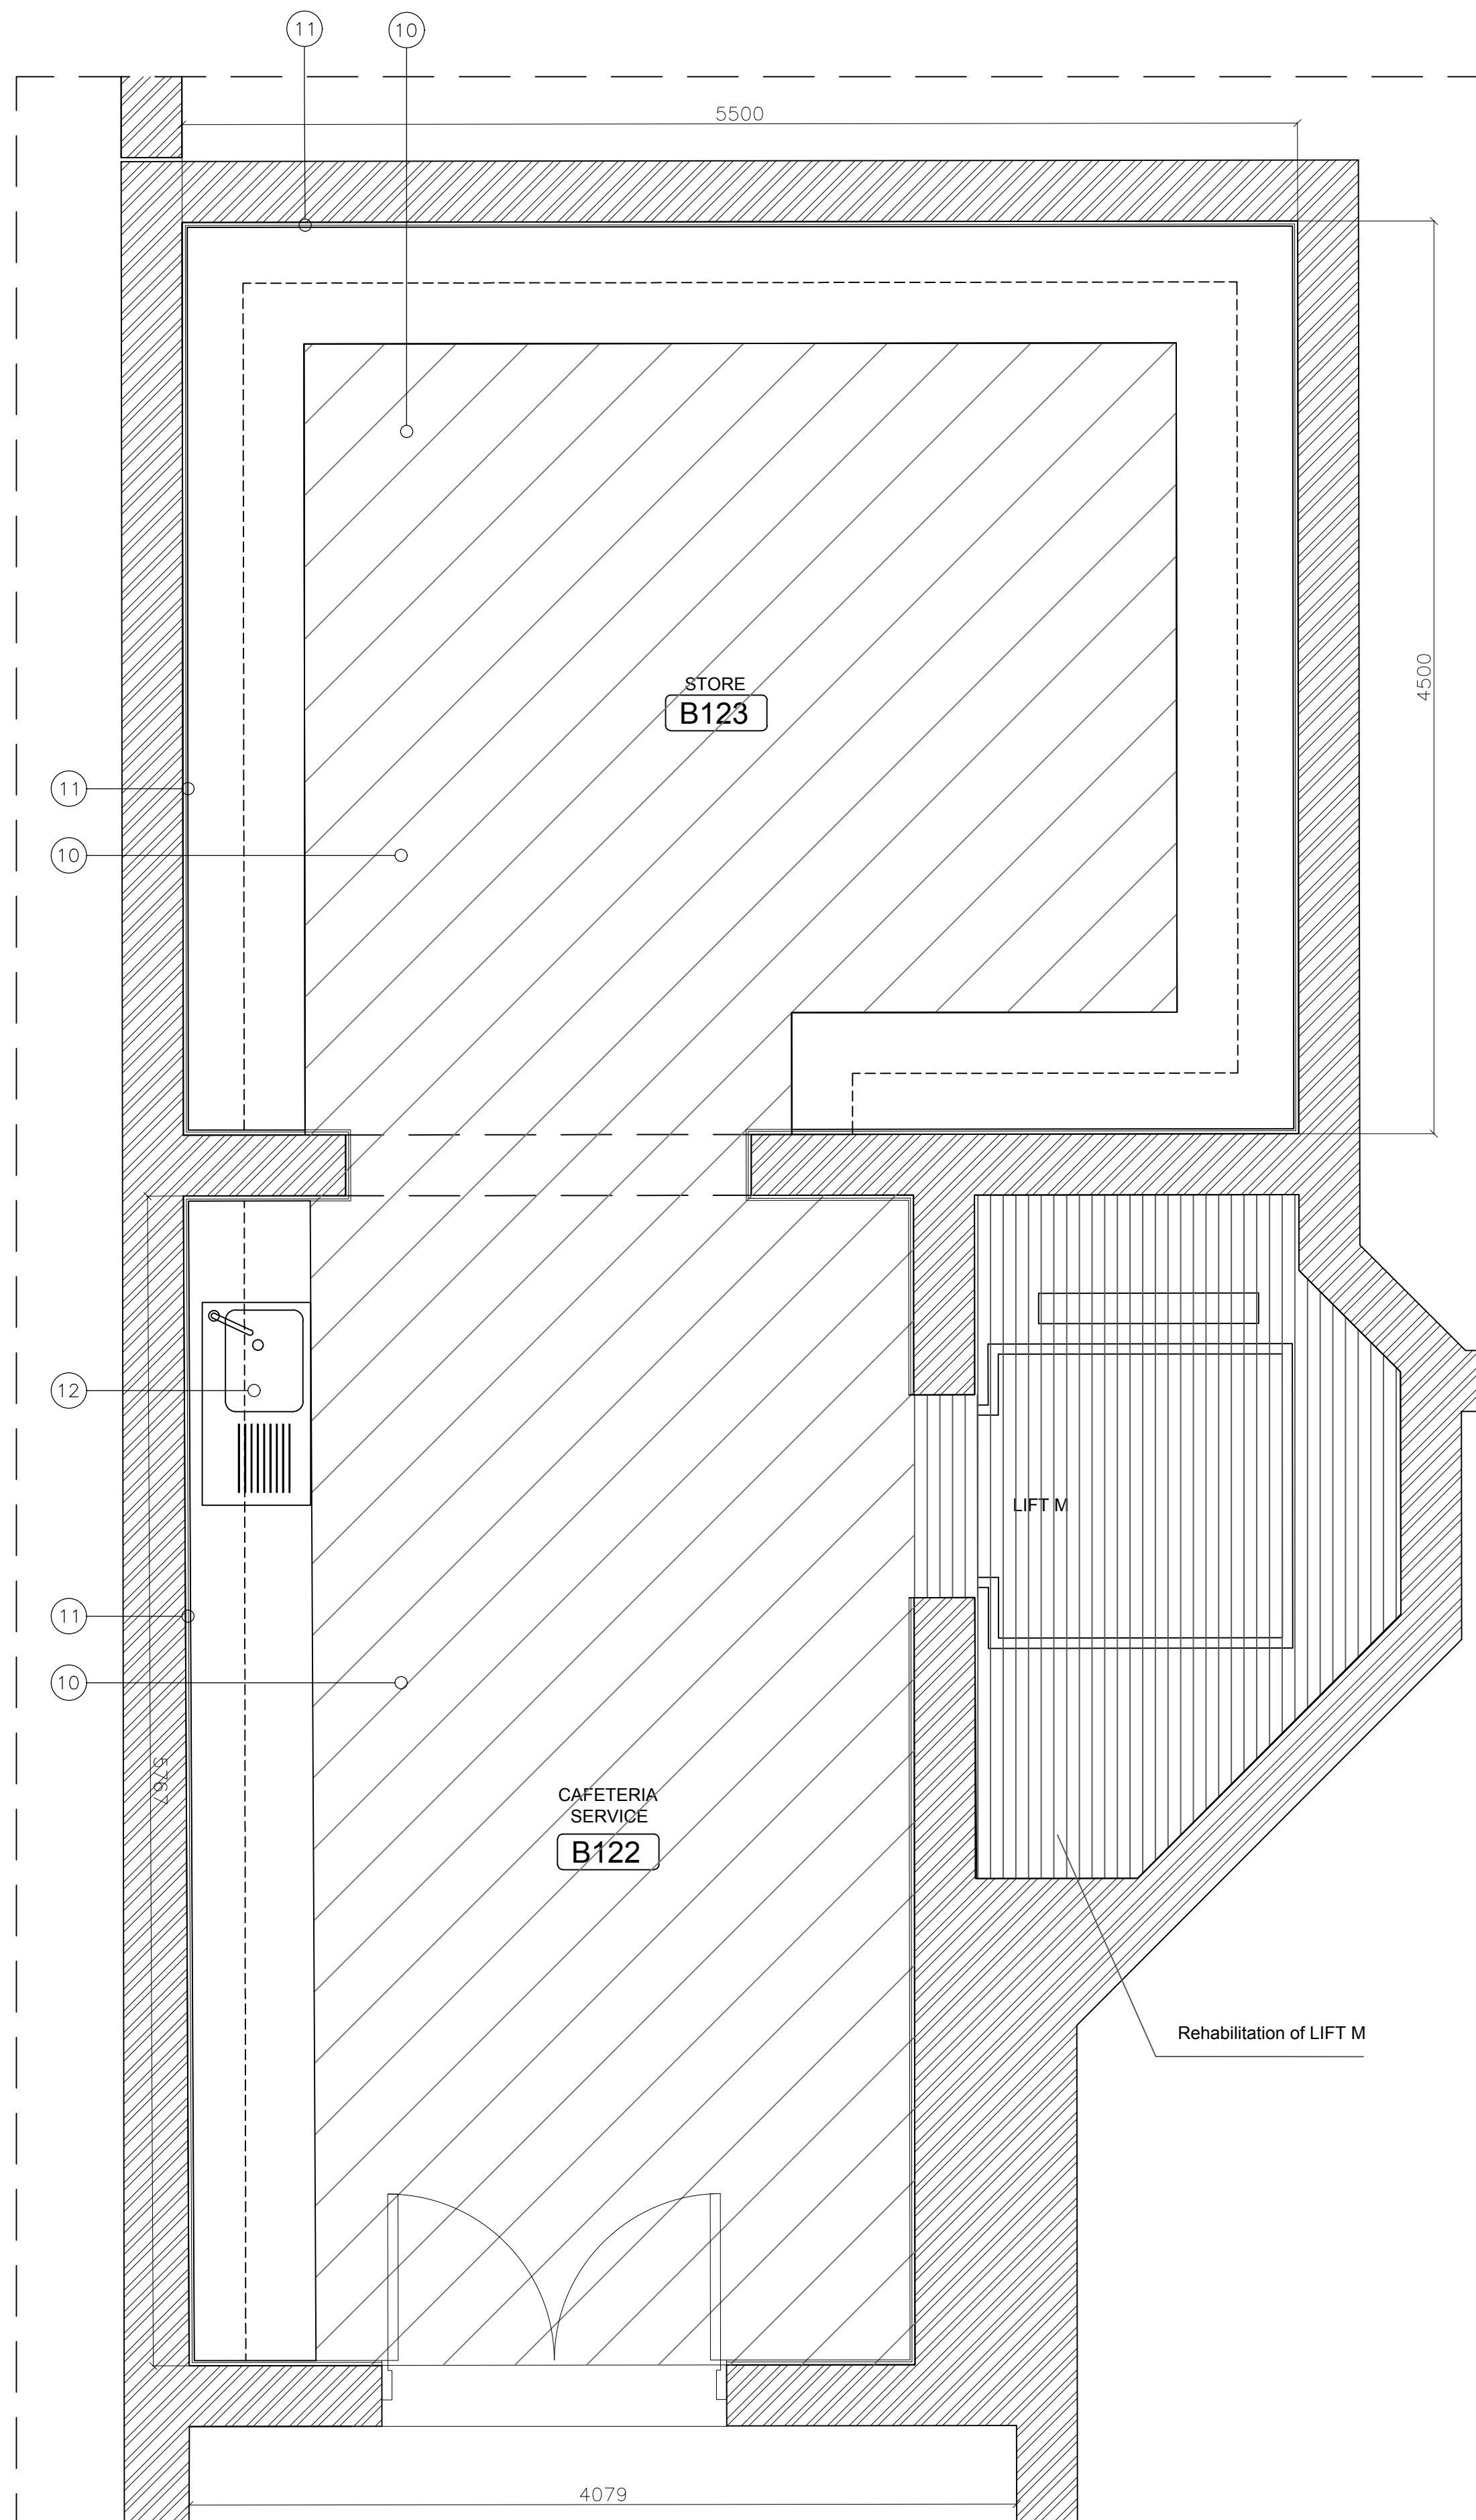 11
10
5500
4500
STORE
B123
11
10
12
LIFT M
11
10
5767
CAFETERIA
SERVICE
B122
Rehabilitation of LIFT M
4079